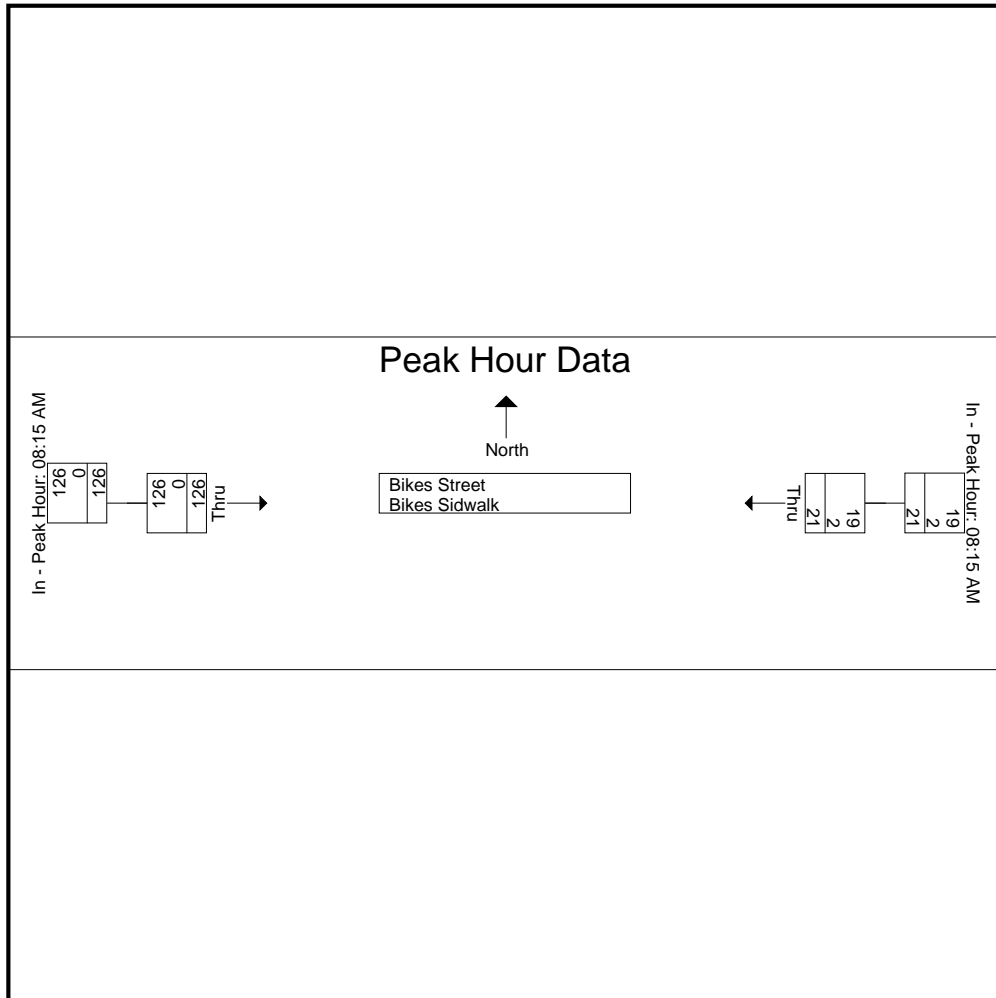 Peak Hour Data
North
Bikes Street
Bikes Sidwalk
In - Peak Hour: 08:15 AM
126
0
126
126
0
126
Thru
Thru
19
2
21
19
2
21
In - Peak Hour: 08:15 AM